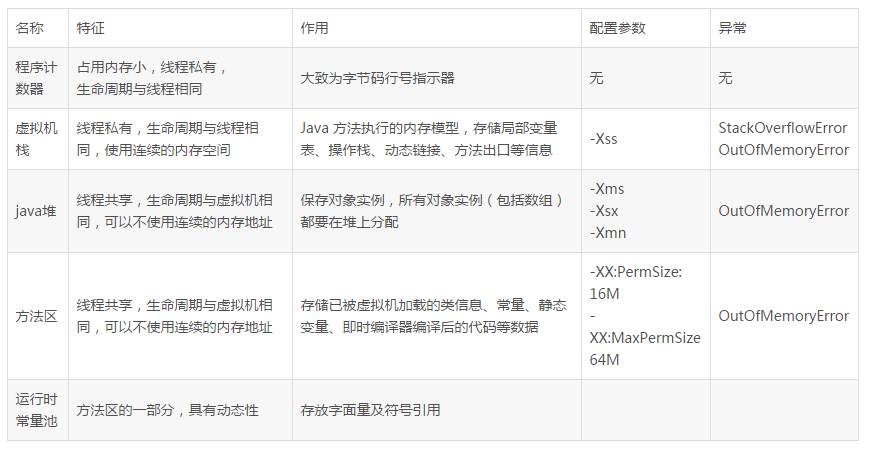 名称 特征 作用 配置参数 异常
程序计
数器
占用内存小，线程私有，
生命周期与线程相同
大致为字节码行号指示器
无
无
虚拟机
栈
线程私有，生命周期与线程相
同，使用连续的内存空间
Java 方法执行的内存模型，存储局部变量
表、操作栈、动态链接、方法出口等信息
-Xss
StackOverflowError
OutOfMemoryError
java堆
线程共享，生命周期与虚拟机相
同，可以不使用连续的内存地址
保存对象实例，所有对象实例（包括数组）
都要在堆上分配
-Xms
-Xsx
-Xmn
OutOfMemoryError
方法区
线程共享，生命周期与虚拟机相
同，可以不使用连续的内存地址
存储已被虚拟机加载的类信息、常量、静态
变量、即时编译器编译后的代码等数据
-XX:PermSize:
16M
-
XX:MaxPermSize
64M
OutOfMemoryError
运行时
常量池
方法区的一部分，具有动态性
存放字面量及符号引用